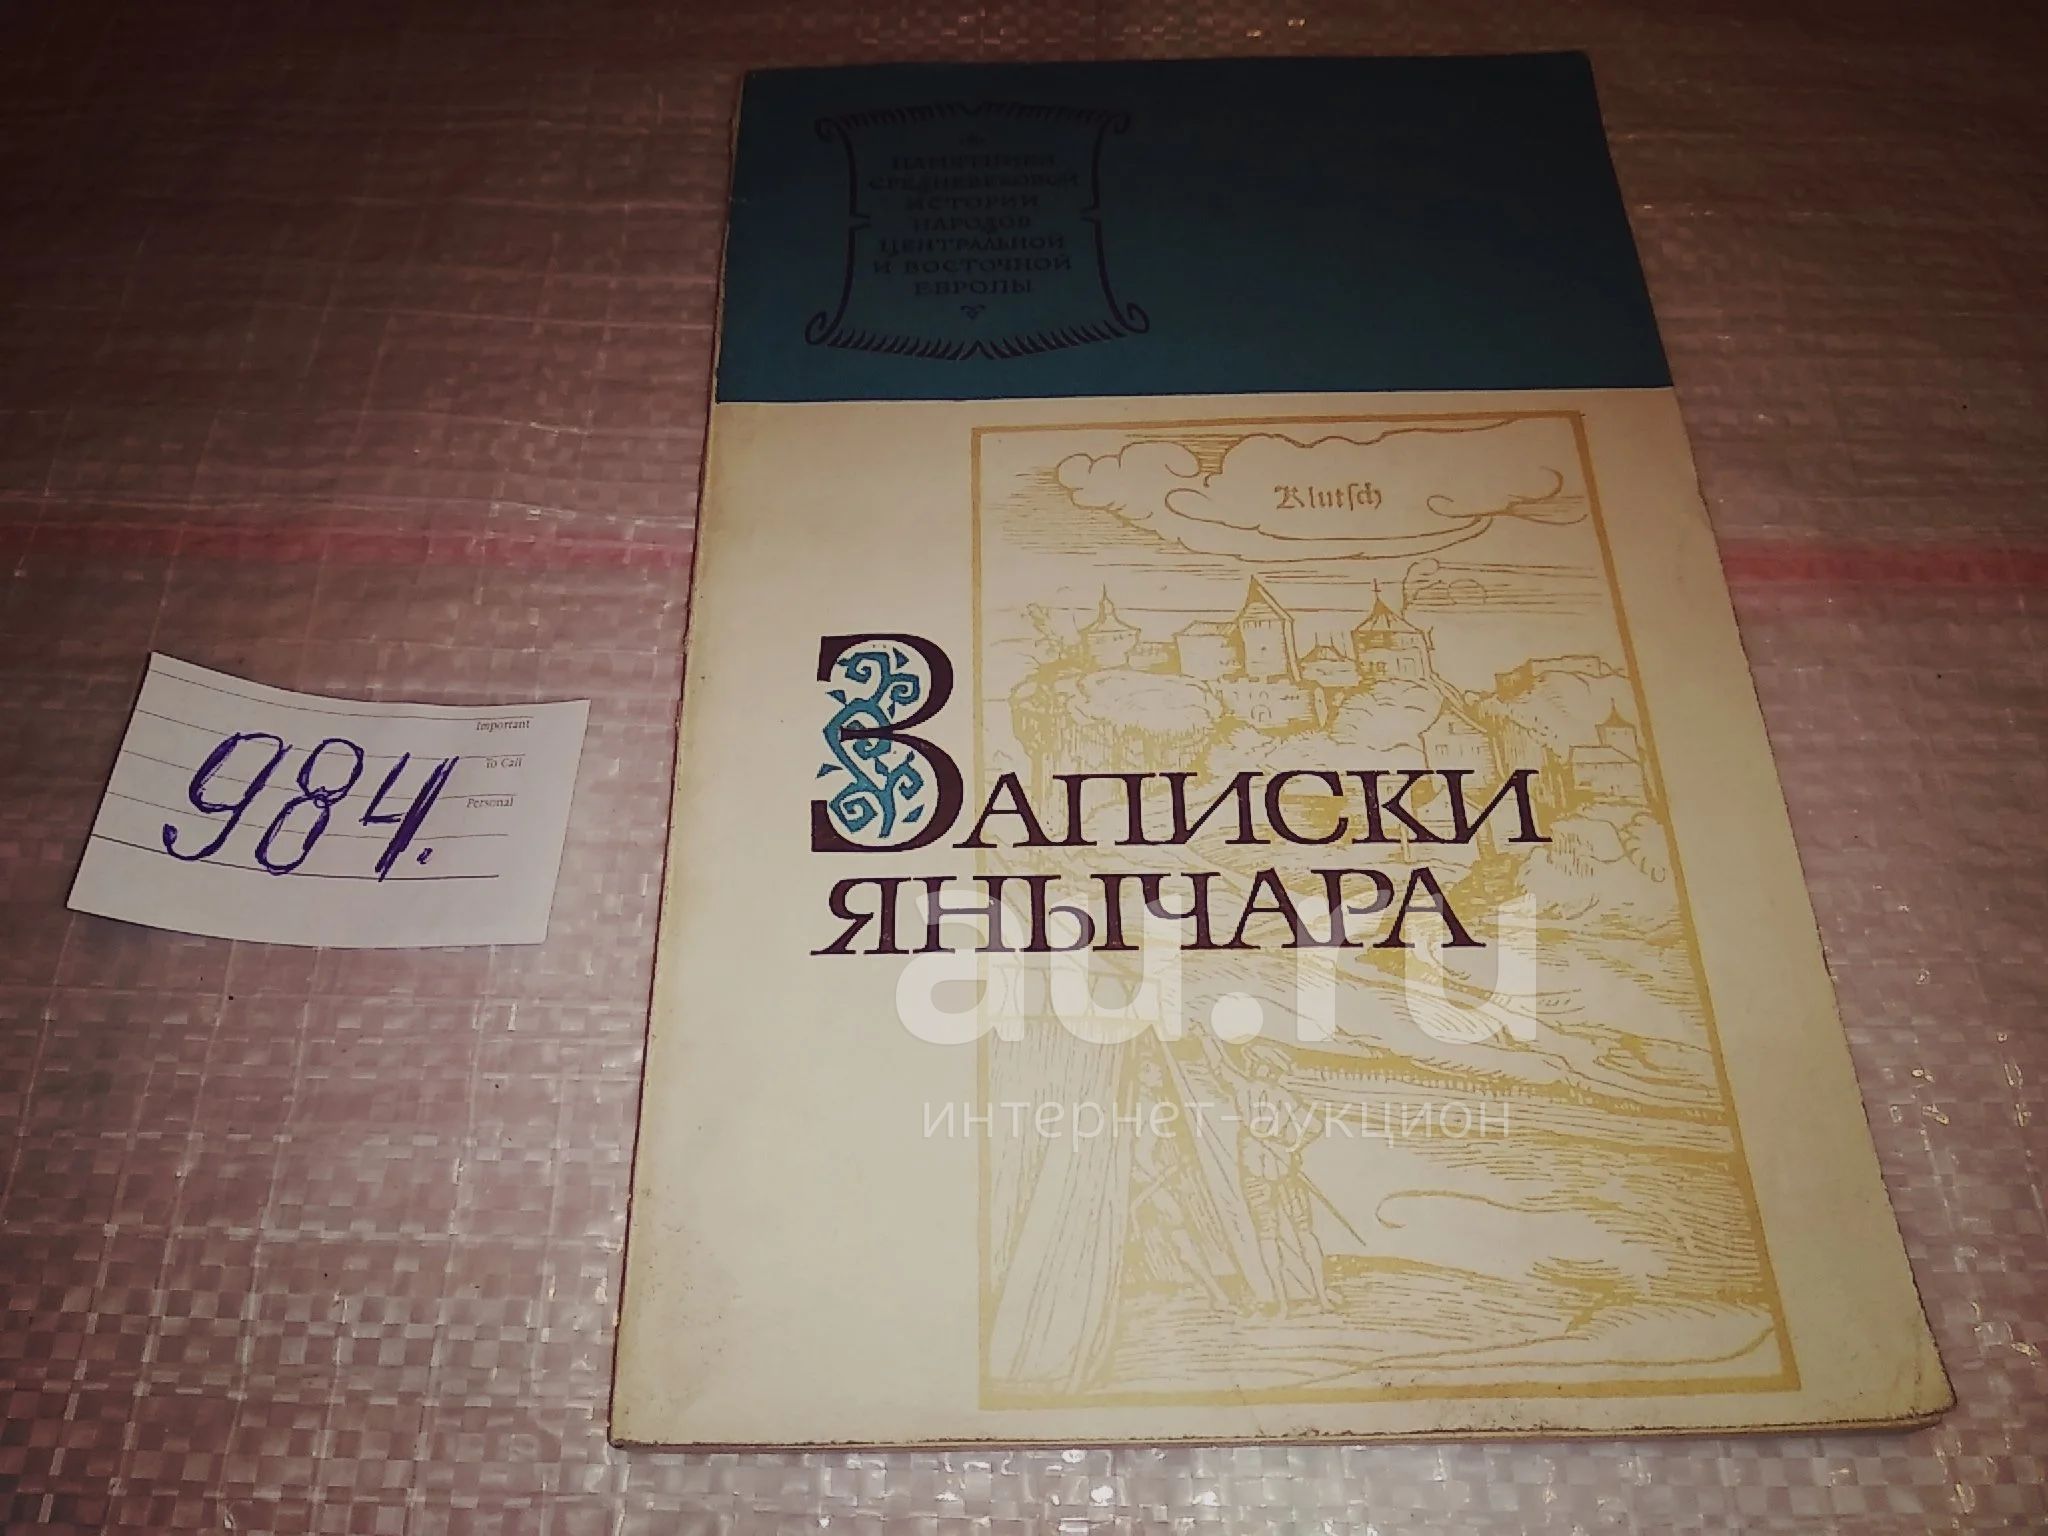 ПАМЯТНИКИ
СРЕДНЕВЕКОВОЙ
ИСТОРИИ
НАРОДОВ
ЦЕНТРАЛЬНОЙ
И ВОСТОЧНОЙ
ЕВРОПЫ
Klutsch
ЗАПИСКИ
ЯНЫЧАРА
Important
To Call
Personal
984.
au.ru
интернет-аукцион